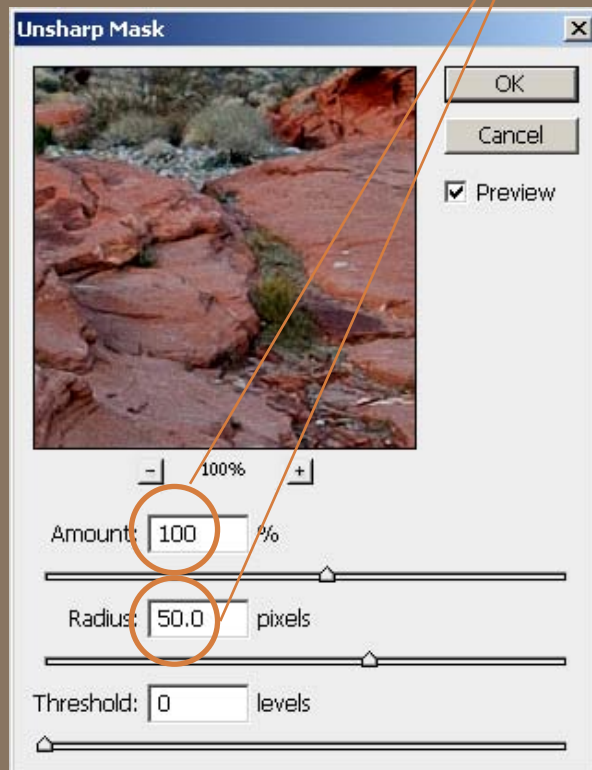 Unsharp Mask
OK
Cancel
Preview
- 100% +
Amount: 100 %
Radius: 50.0 pixels
Threshold: 0 levels